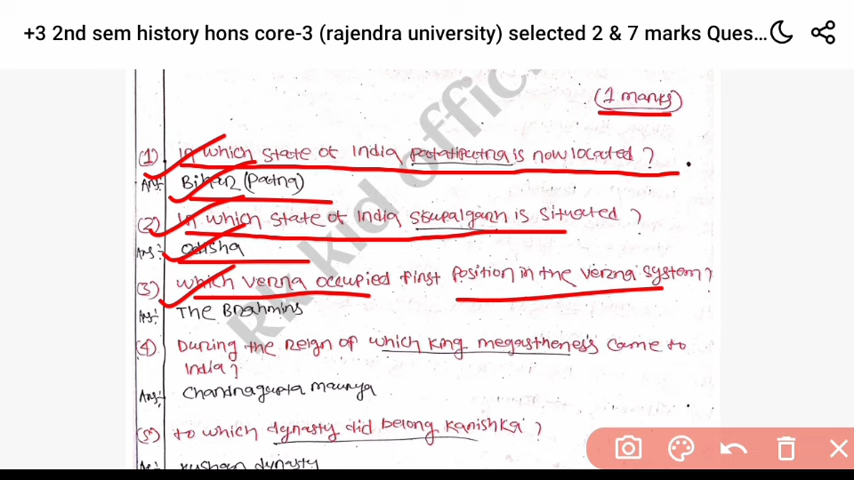 +3 2nd sem history hons core-3 (rajendra university) selected 2 & 7 marks Ques...
(1 marks)
(1). In which state of India Pataliputna is now located ?
Ans: Bihar (Patna)
(2) In which state of India Sisupalgarh is situated ?
Ans: Odisha
(3) which verna occupied first position in the verna system?
Ans: The Brahmins
(4) During the reign of which king megasthenes's came to
India?
Ans: Chandragupta maurya
(5) to which dynasty did belong Kanishka ?
Ans: Kushan dynasty
kk kid offic